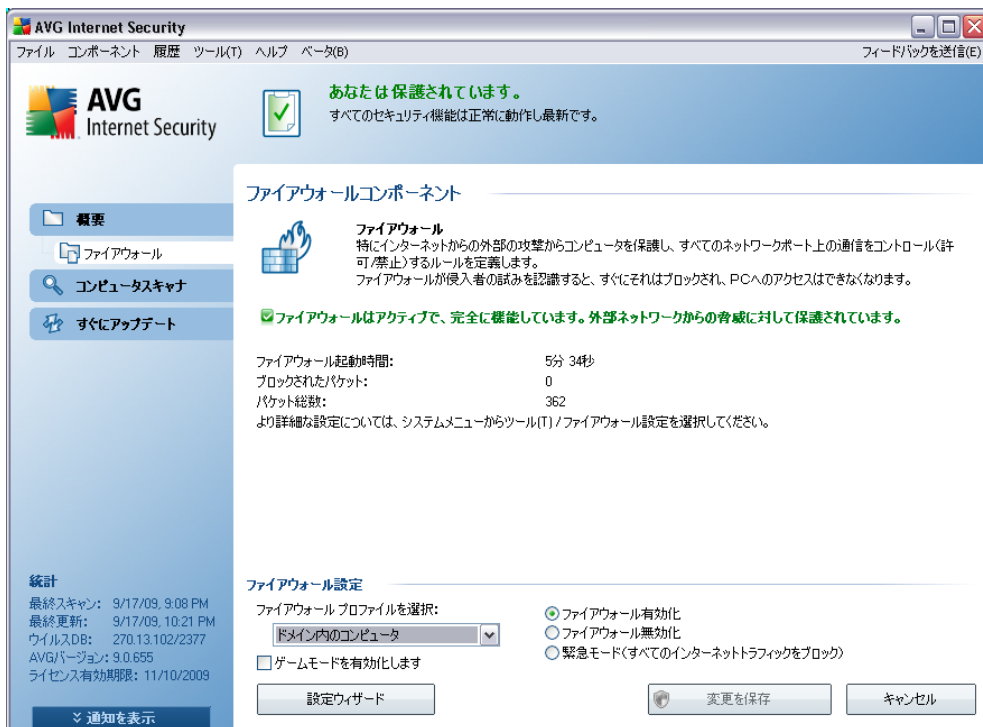 AVG Internet Security
ファイル コンポーネント 履歴 ツール(T) ヘルプ ベータ(B) フィードバックを送信(E)
AVG
Internet Security
あなたは保護されています。
すべてのセキュリティ機能は正常に動作し最新です。
概要
ファイアウォール
コンピュータスキャナ
すぐにアップデート
ファイアウォールコンポーネント
ファイアウォール
特にインターネットからの外部の攻撃からコンピュータを保護し、すべてのネットワークポート上の通信をコントロール(許
可/禁止)するルールを定義します。
ファイアウォールが侵入者の試みを認識すると、すぐにそれはブロックされ、PCへのアクセスはできなくなります。
ファイアウォールはアクティブで、完全に機能しています。外部ネットワークからの脅威に対して保護されています。
ファイアウォール起動時間: 5分 34秒
ブロックされたパケット: 0
パケット総数: 362
より詳細な設定については、システムメニューからツール(T) / ファイアウォール設定を選択してください。
統計
最終スキャン: 9/17/09, 9:08 PM
最終更新: 9/17/09, 10:21 PM
ウイルスDB: 270.13.102/2377
AVGバージョン: 9.0.655
ライセンス有効期限: 11/10/2009
通知を表示
ファイアウォール設定
ファイアウォール プロファイルを選択:
ドメイン内のコンピュータ
ゲームモードを有効化します
ファイアウォール有効化
ファイアウォール無効化
緊急モード(すべてのインターネットトラフィックをブロック)
設定ウィザード
変更を保存
キャンセル